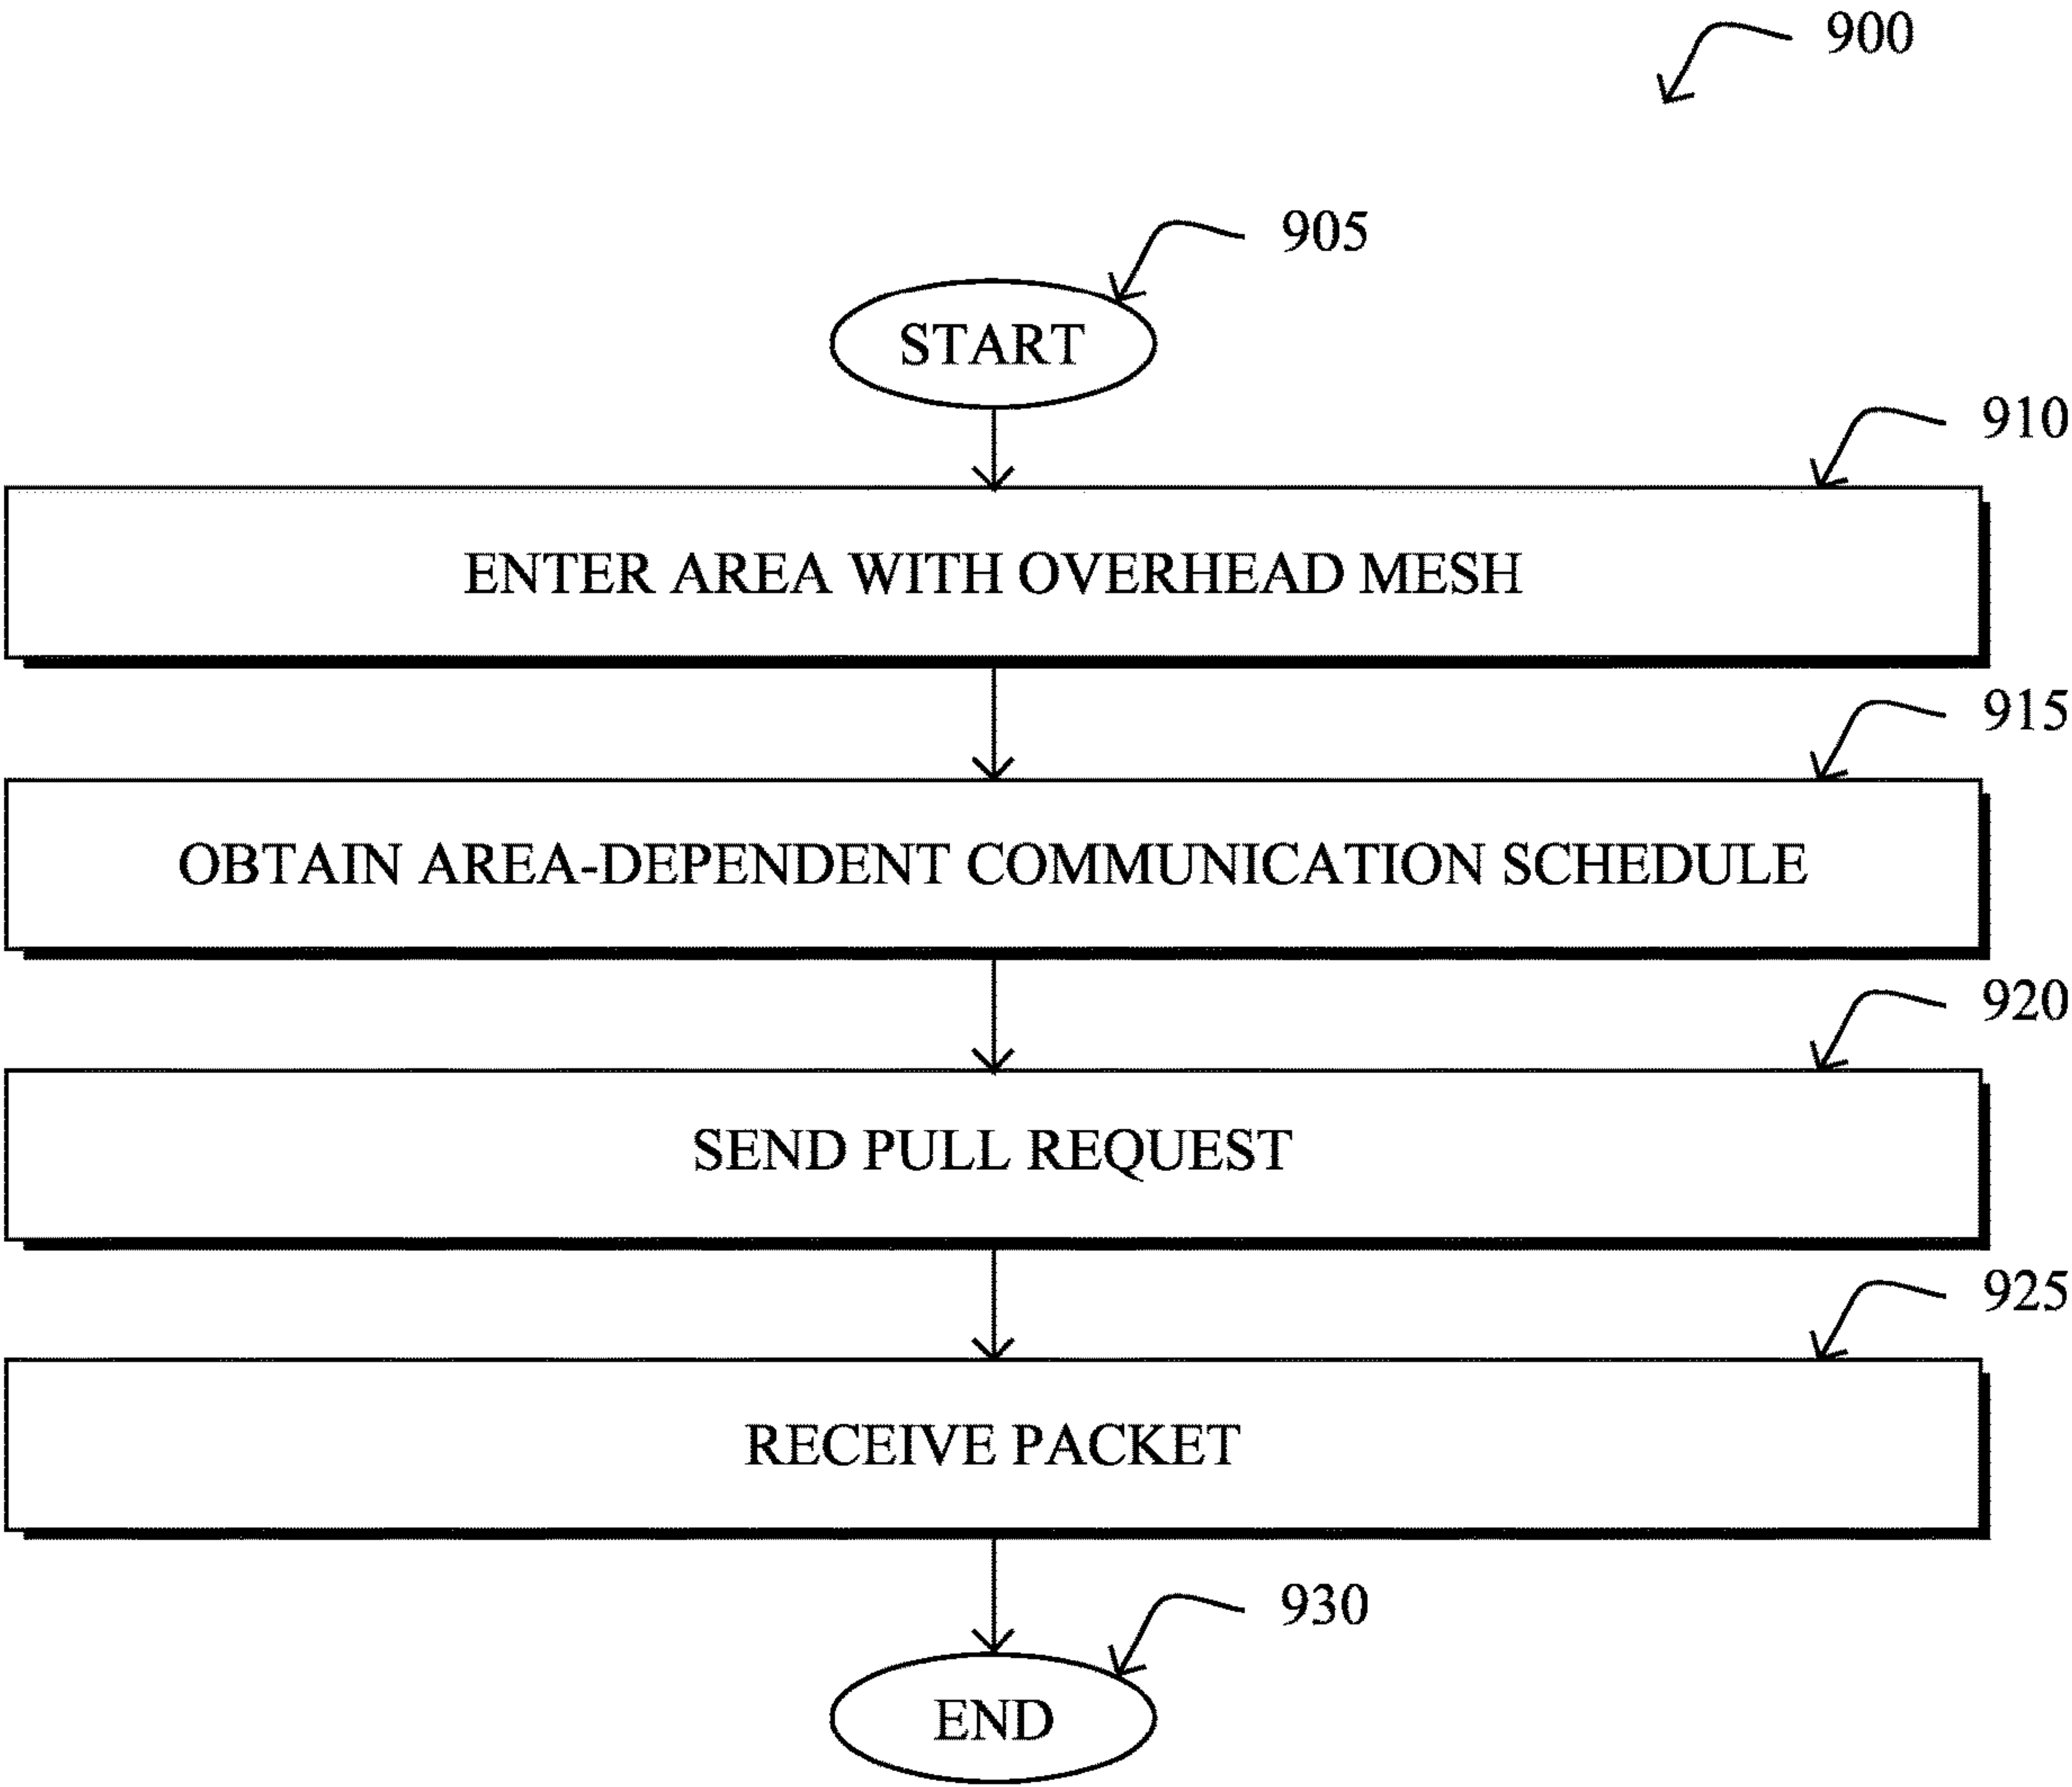 900
905
START
910
ENTER AREA WITH OVERHEAD MESH
915
OBTAIN AREA-DEPENDENT COMMUNICATION SCHEDULE
920
SEND PULL REQUEST
925
RECEIVE PACKET
930
END